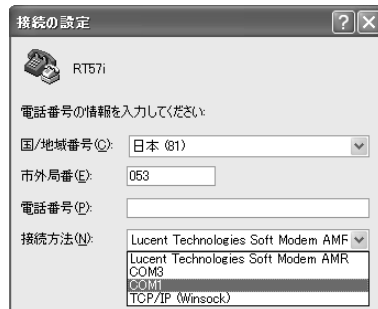 接続の設定
RT57i
電話番号の情報を入力してください:
国/地域番号(C): 日本 (81)
市外局番(E): 053
電話番号(P):
接続方法(N): Lucent Technologies Soft Modem AMR
Lucent Technologies Soft Modem AMR
COM3
COM1
TCP/IP (Winsock)